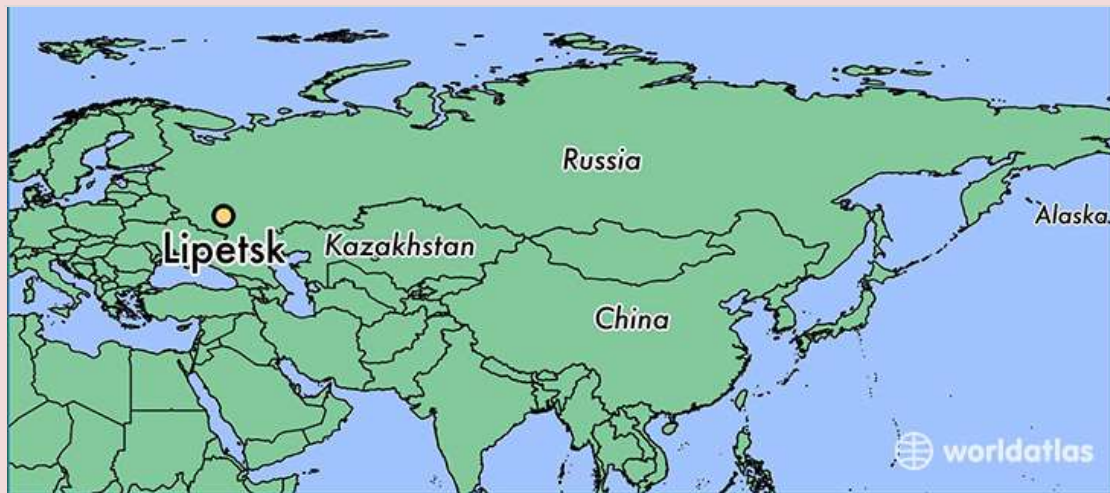 Russia
Alaska
Lipetsk
Kazakhstan
China
worldatlas